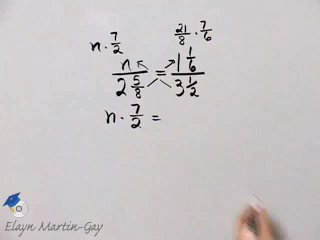 n · 7/2
21/8 · 7/6
n / 2 5/8 = 1 1/6 / 3 1/2
n · 7/2 =
Elayn Martin-Gay